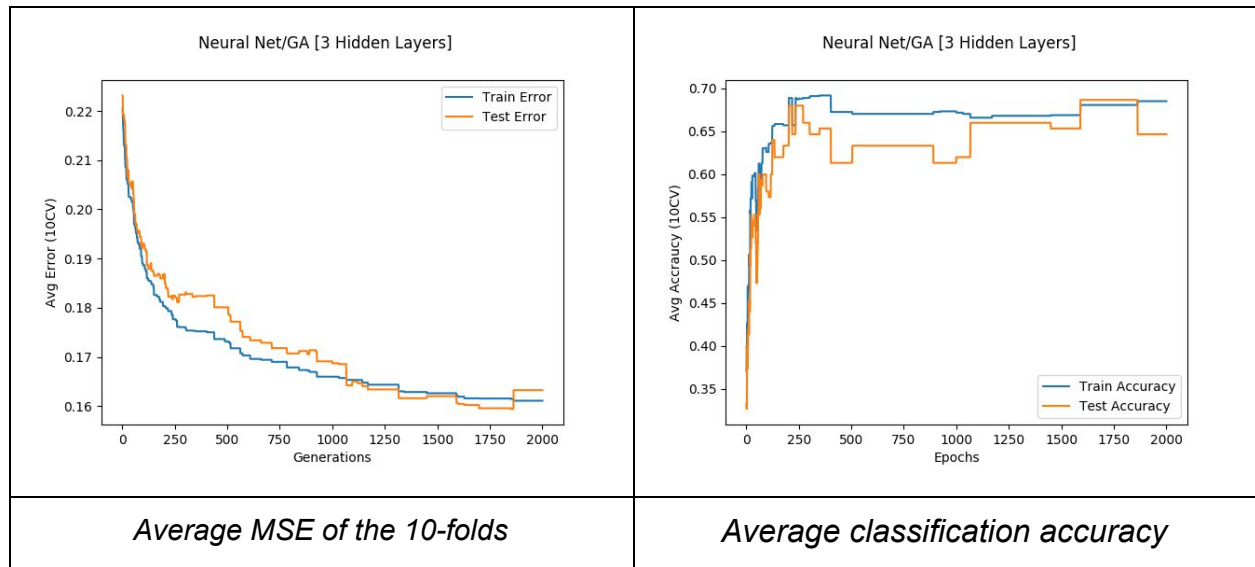 Neural Net/GA [3 Hidden Layers]
Train Error
Test Error
0.22
0.21
0.20
0.19
0.18
0.17
0.16
Avg Error (10CV)
0
250
500
750
1000
1250
1500
1750
2000
Generations
Neural Net/GA [3 Hidden Layers]
0.70
0.65
0.60
0.55
0.50
0.45
0.40
0.35
Avg Accraucy (10CV)
Train Accuracy
Test Accuracy
0
250
500
750
1000
1250
1500
1750
2000
Epochs
Average MSE of the 10-folds
Average classification accuracy